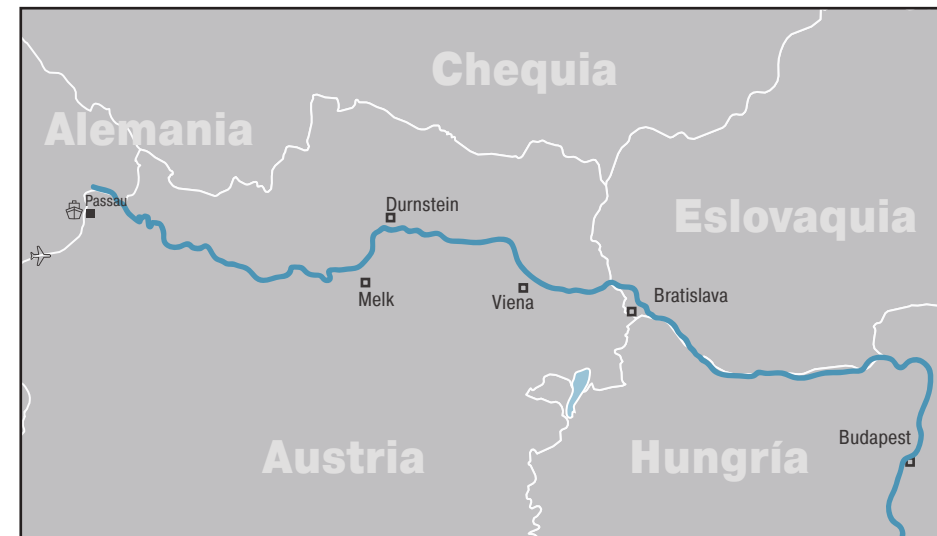 Chequia
Alemania
Passau
Durnstein
Eslovaquia
Melk
Viena
Bratislava
Budapest
Austria
Hungría